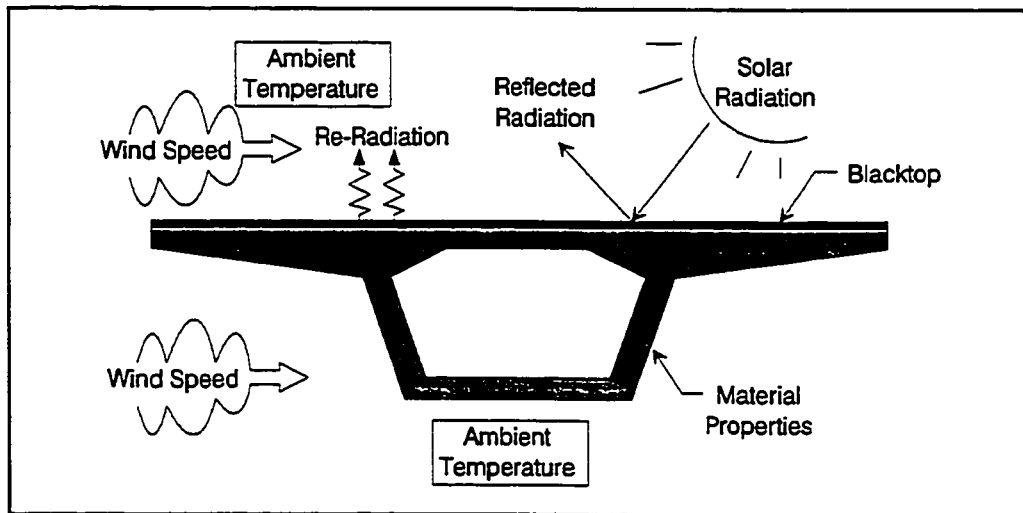 Ambient
Temperature
Reflected
Radiation
Solar
Radiation
Wind Speed
Re-Radiation
Blacktop
Wind Speed
Material
Properties
Ambient
Temperature